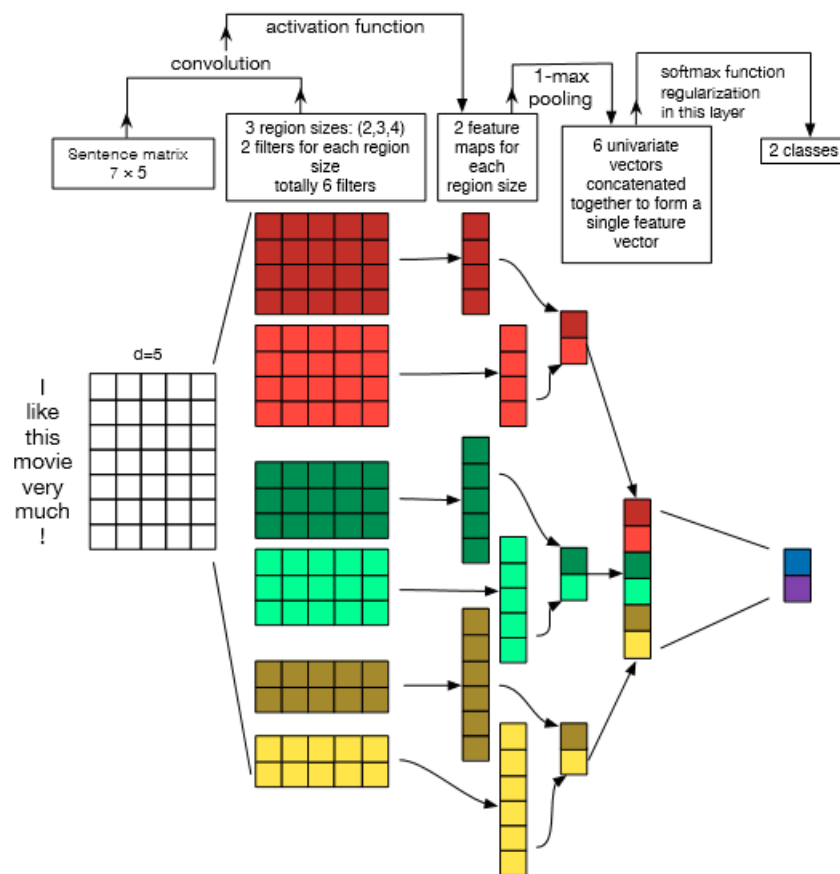 activation function
convolution
1-max
pooling
softmax function
regularization
in this layer
Sentence matrix
7 × 5
3 region sizes: (2,3,4)
2 filters for each region
size
totally 6 filters
2 feature
maps for
each
region size
6 univariate
vectors
concatenated
together to form a
single feature
vector
2 classes
d=5
I
like
this
movie
very
much
!